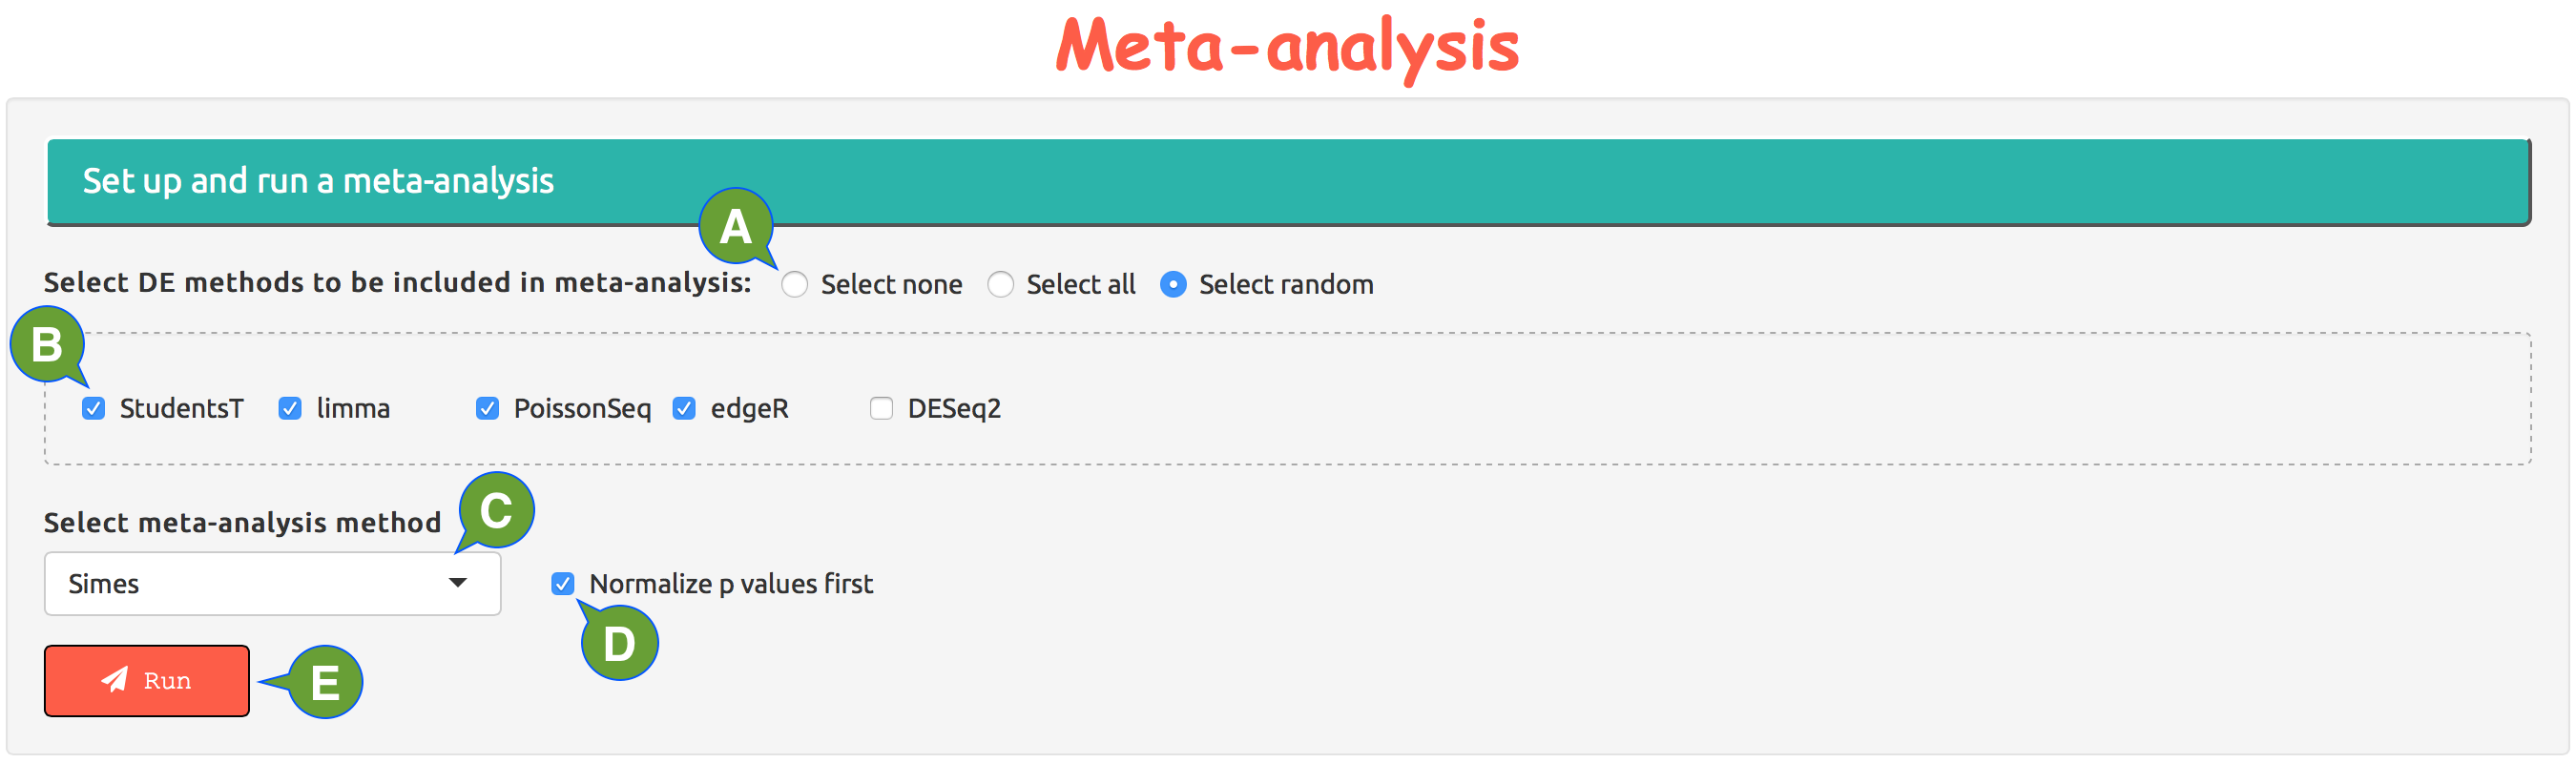 Meta-analysis
Set up and run a meta-analysis
A
Select DE methods to be included in meta-analysis: Select none Select all Select random
B
StudentsT limma PoissonSeq edgeR DESeq2
C
Select meta-analysis method
Simes Normalize p values first
D
Run E